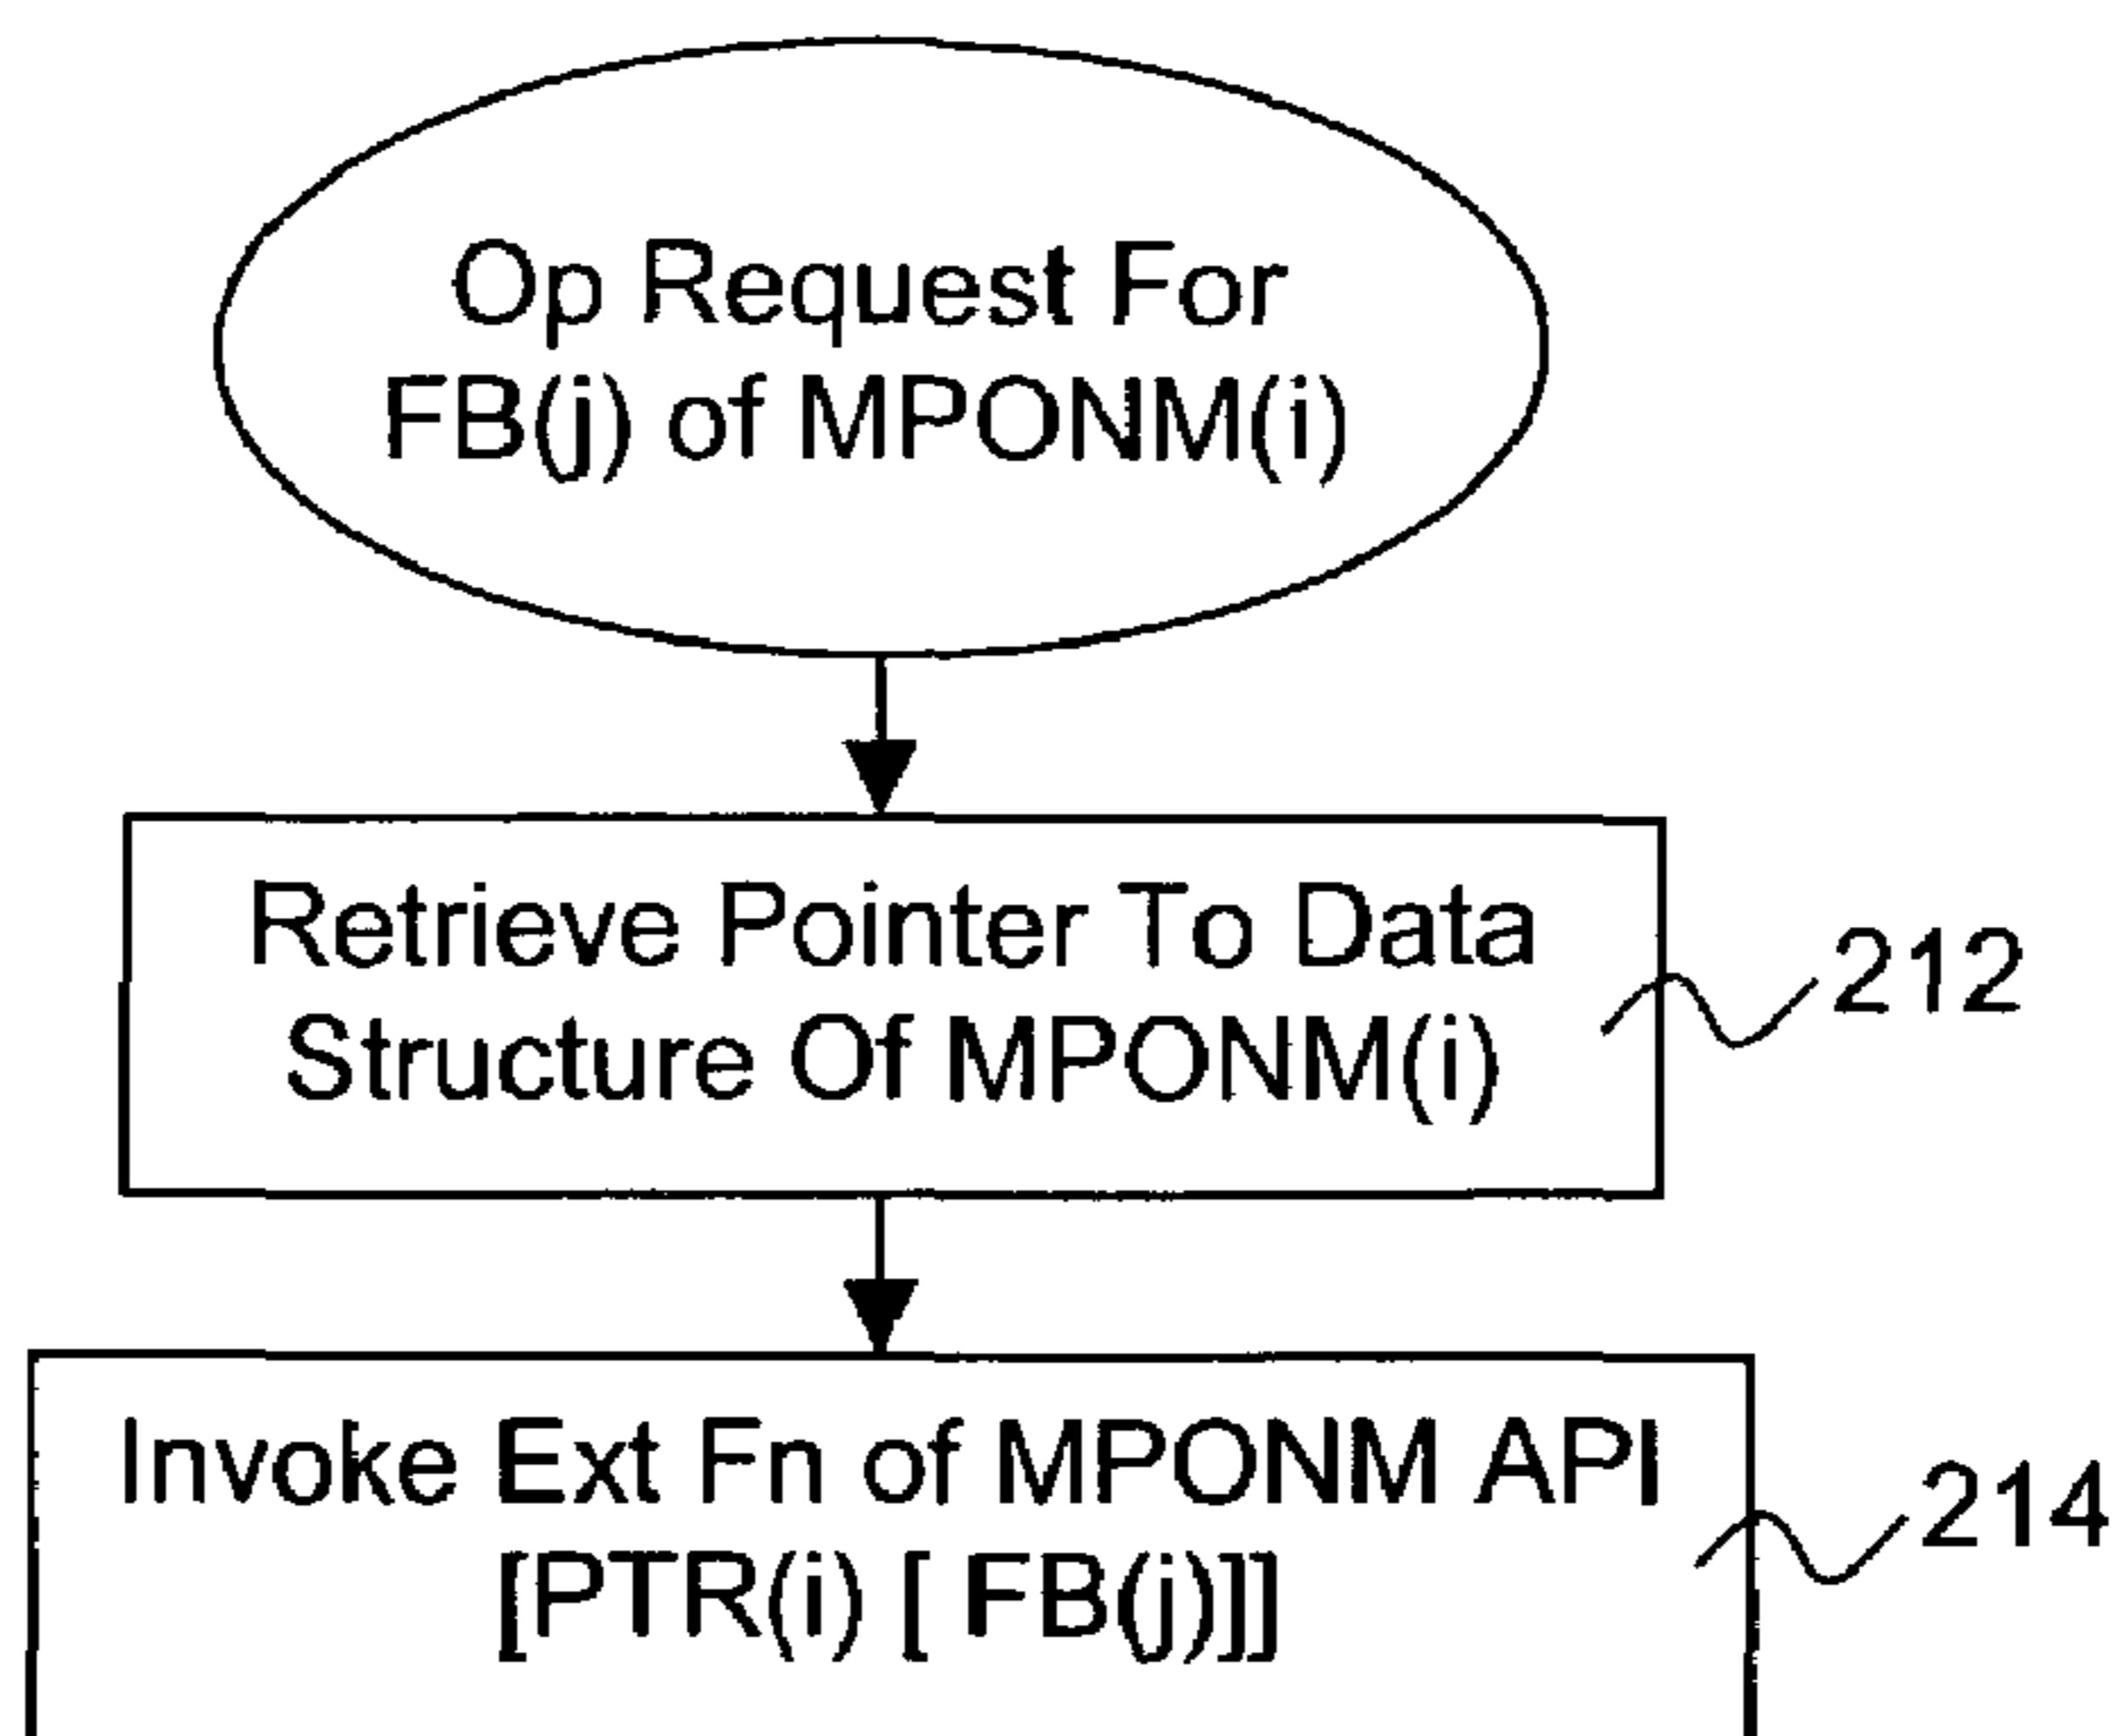 Op Request For
FB(j) of MPONM(i)
Retrieve Pointer To Data
Structure Of MPONM(i)
212
Invoke Ext Fn of MPONM API
[PTR(i) [ FB(j)]]
214